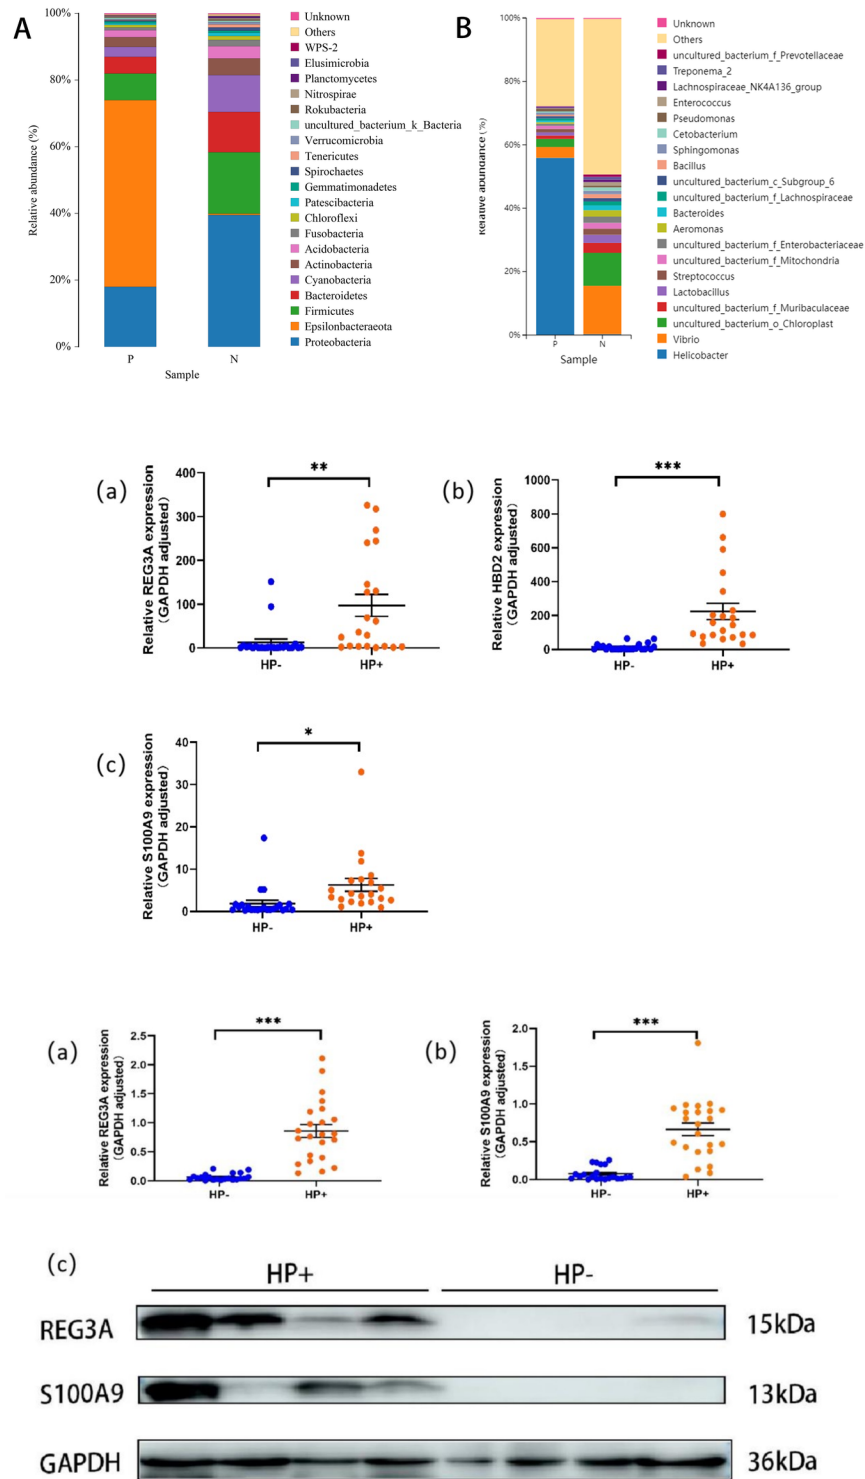 A
100%
80%
60%
40%
20%
0%
Relative abundance (%)
P
N
Sample
Unknown
Others
WPS-2
Elusimicrobia
Planctomycetes
Nitrospirae
Rokubacteria
uncultured_bacterium_k_Bacteria
Verrucomicrobia
Tenericutes
Spirochaetes
Gemmatimonadetes
Patescibacteria
Chloroflexi
Fusobacteria
Acidobacteria
Actinobacteria
Cyanobacteria
Bacteroidetes
Firmicutes
Epsilonbacteraeota
Proteobacteria
B
100%
80%
60%
40%
20%
0%
Relative abundance (%)
P
N
Sample
Unknown
Others
uncultured_bacterium_f_Prevotellaceae
Treponema_2
Lachnospiraceae_NK4A136_group
Enterococcus
Pseudomonas
Cetobacterium
Sphingomonas
Bacillus
uncultured_bacterium_c_Subgroup_6
uncultured_bacterium_f_Lachnospiraceae
Bacteroides
Aeromonas
uncultured_bacterium_f_Enterobacteriaceae
uncultured_bacterium_f_Mitochondria
Streptococcus
Lactobacillus
uncultured_bacterium_f_Muribaculaceae
uncultured_bacterium_o_Chloroplast
Vibrio
Helicobacter
(a)
Relative REG3A expression
(GAPDH adjusted)
400
300
200
100
0
**
HP-
HP+
(b)
Relative HBD2 expression
(GAPDH adjusted)
1000
800
600
400
200
0
***
HP-
HP+
(c)
Relative S100A9 expression
(GAPDH adjusted)
40
30
20
10
0
*
HP-
HP+
(a)
Relative REG3A expression
(GAPDH adjusted)
2.5
2.0
1.5
1.0
0.5
0.0
***
HP-
HP+
(b)
Relative S100A9 expression
(GAPDH adjusted)
2.0
1.5
1.0
0.5
0.0
***
HP-
HP+
(c)
HP+ HP-
REG3A 15kDa
S100A9 13kDa
GAPDH 36kDa